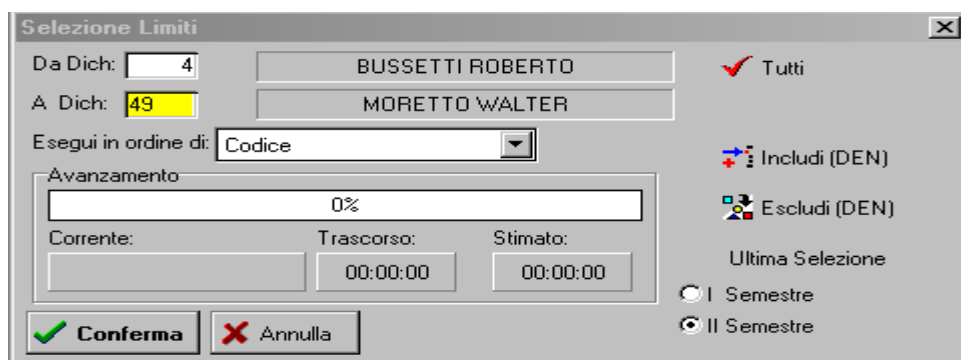 Selezione Limiti
Da Dich: 4 BUSSETTI ROBERTO
Tutti
A Dich: 49 MORETTO WALTER
Esegui in ordine di: Codice
Includi (DEN)
Avanzamento
0%
Escludi (DEN)
Corrente: Trascorso: Stimato:
00:00:00 00:00:00
Ultima Selezione
I Semestre
II Semestre
Conferma Annulla